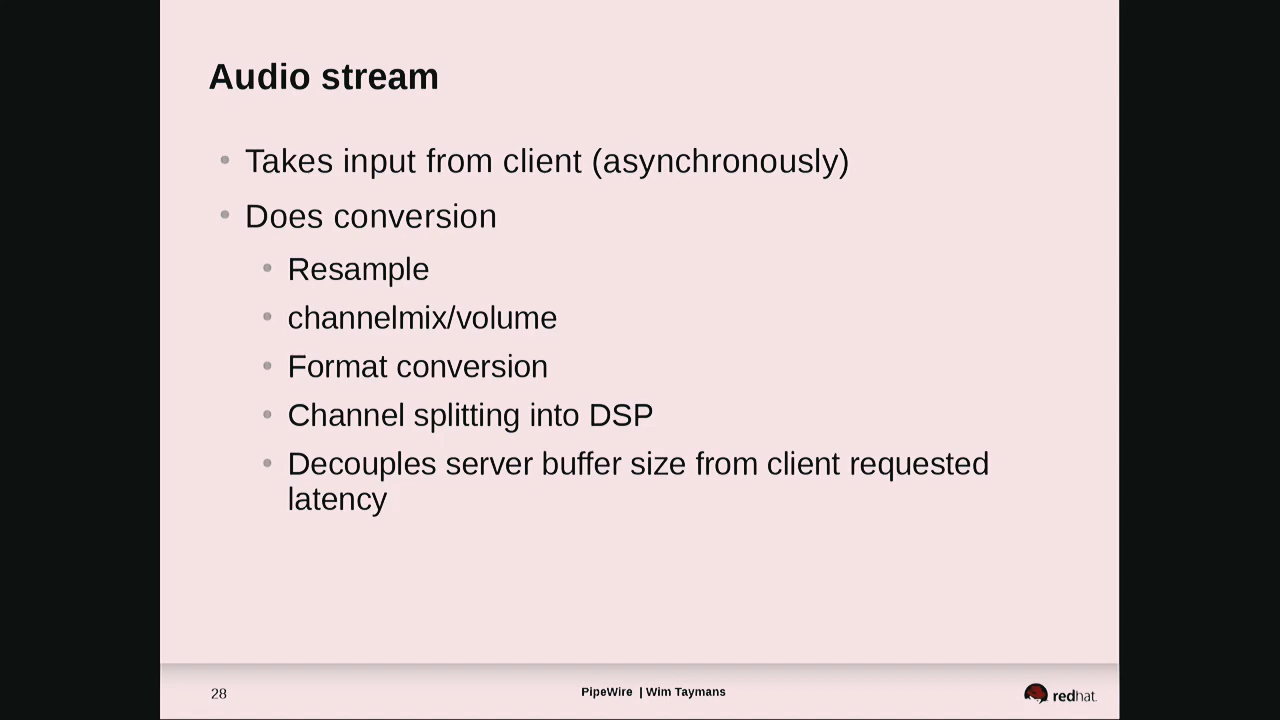 Audio stream
Takes input from client (asynchronously)
Does conversion
Resample
channelmix/volume
Format conversion
Channel splitting into DSP
Decouples server buffer size from client requested
latency
28
PipeWire | Wim Taymans
redhat.